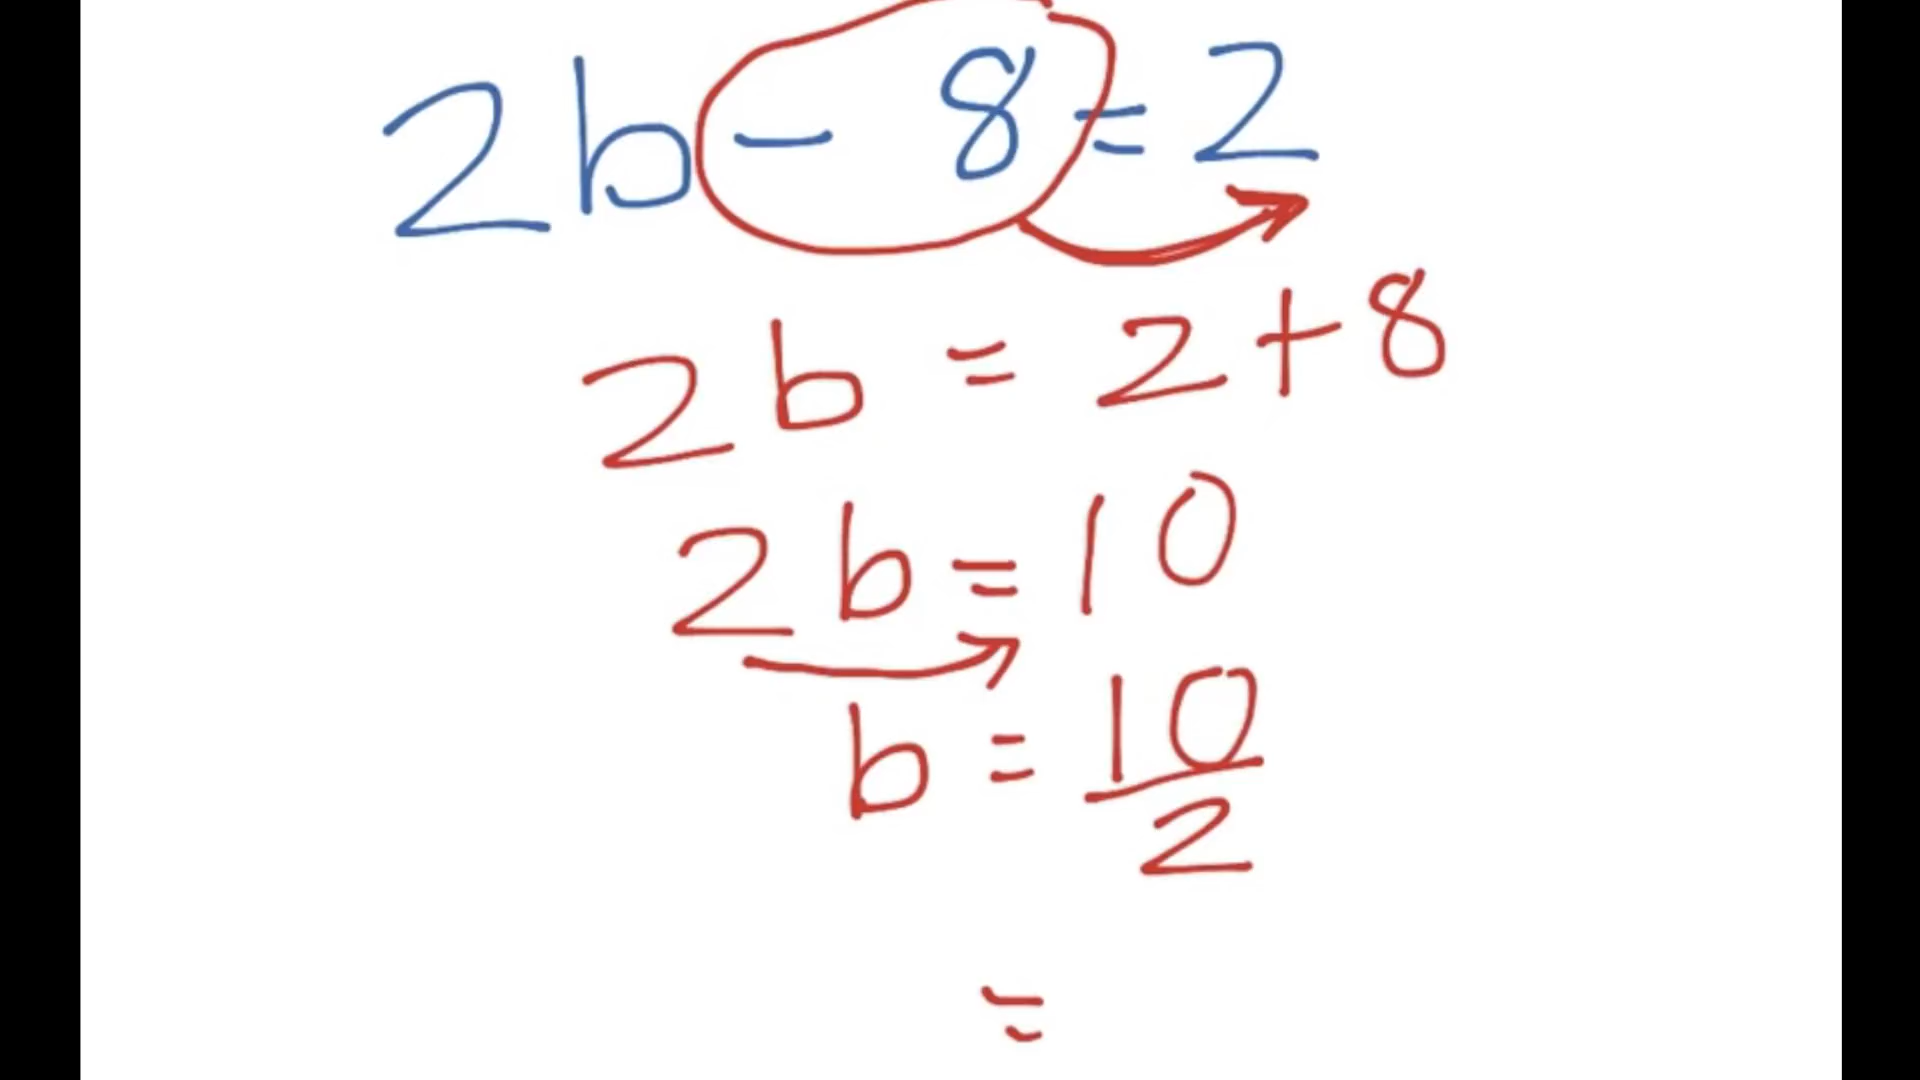 2b - 8 = 2
2b = 2 + 8
2b = 10
b = 10/2
=